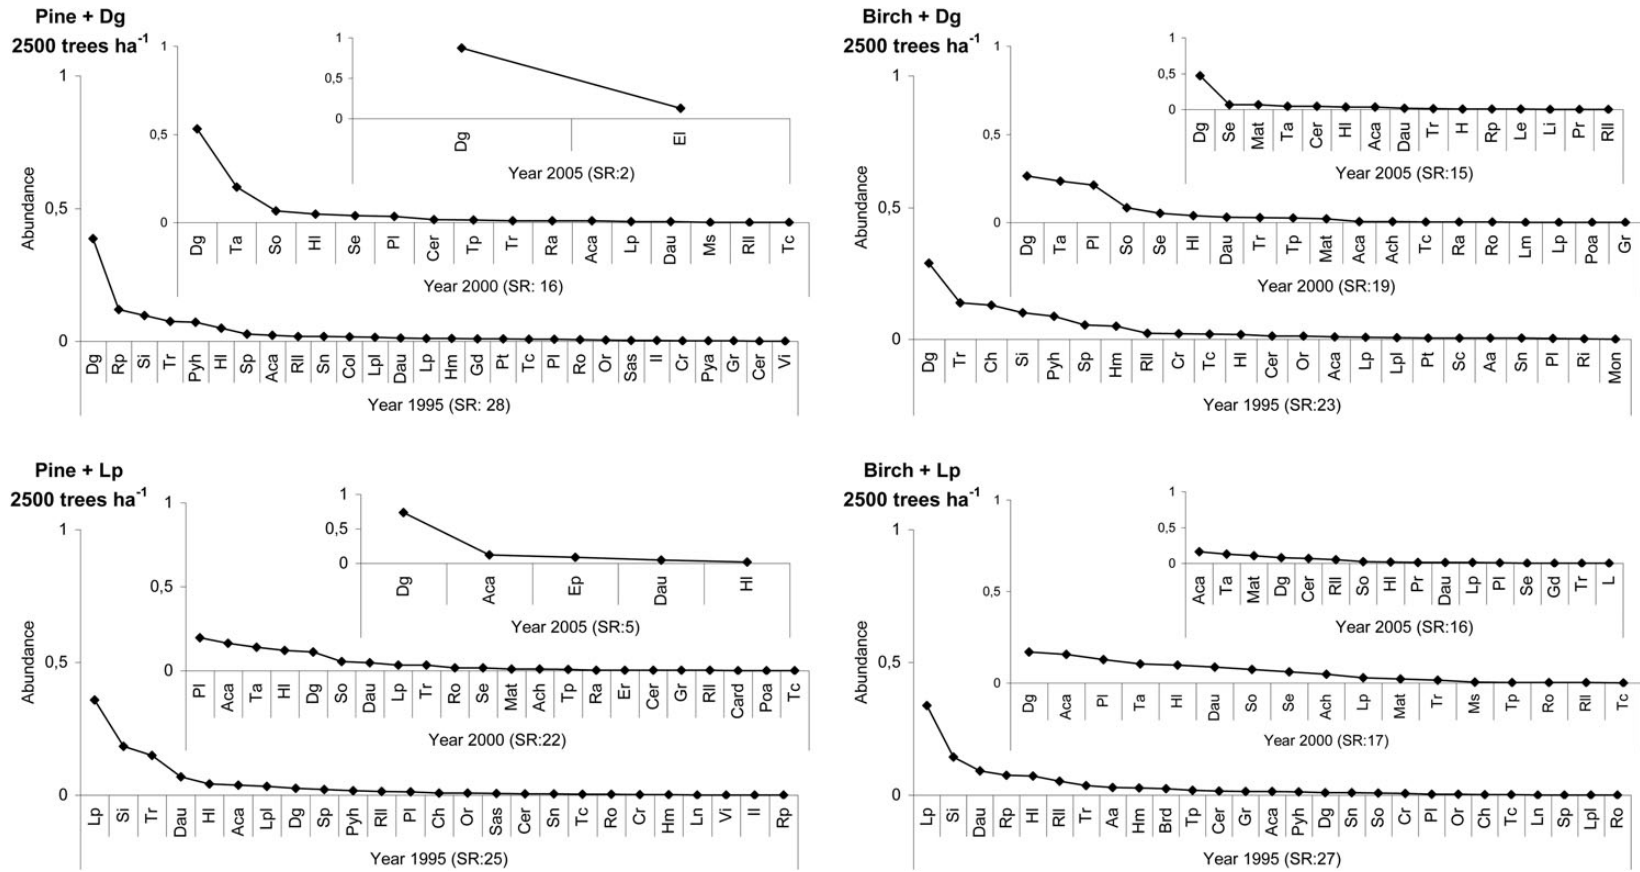 Pine + Dg
2500 trees ha-1
Abundance
1
0,5
0
1
0,5
0
1
0,5
0
Dg El
Year 2005 (SR:2)
Dg Ta So Hl Se Pl Cer Tp Tr Ra Aca Lp Dau Ms Rll Tc
Year 2000 (SR: 16)
Dg Rp Si Tr Pyh Hl Sp Aca Rll Sn Col Lpl Dau Lp Hm Gd Pt Tc Pl Ro Or Sas Il Cr Pya Gr Cer Vi
Year 1995 (SR: 28)
Birch + Dg
2500 trees ha-1
Abundance
1
0,5
0
1
0,5
0
1
0,5
0
Dg Se Mat Ta Cer Hl Aca Dau Tr H Rp Le Li Pr Rll
Year 2005 (SR:15)
Dg Ta Pl So Se Hl Dau Tr Tp Mat Aca Ach Tc Ra Ro Lm Lp Poa Gr
Year 2000 (SR:19)
Dg Tr Ch Si Pyh Sp Hm Rll Cr Tc Hl Cer Or Aca Lp Lpl Pt Sc Aa Sn Pl Ri Mon
Year 1995 (SR:23)
Pine + Lp
2500 trees ha-1
Abundance
1
0,5
0
1
0,5
0
1
0,5
0
Dg Aca Ep Dau Hl
Year 2005 (SR:5)
Pl Aca Ta Hl Dg So Dau Lp Tr Ro Se Mat Ach Tp Ra Er Cer Gr Rll Card Poa Tc
Year 2000 (SR:22)
Lp Si Tr Dau Hl Aca Lpl Dg Sp Pyh Rll Pl Ch Or Sas Cer Sn Tc Ro Cr Hm Ln Vi Il Rp
Year 1995 (SR:25)
Birch + Lp
2500 trees ha-1
Abundance
1
0,5
0
1
0,5
0
1
0,5
0
Aca Ta Mat Dg Cer Rll So Hl Pr Dau Lp Pl Se Gd Tr L
Year 2005 (SR:16)
Dg Aca Pl Ta Hl Dau So Se Ach Lp Mat Tr Ms Tp Ro Rll Tc
Year 2000 (SR:17)
Lp Si Dau Rp Hl Rll Tr Aa Hm Brd Tp Cer Gr Aca Pyh Dg Sn So Cr Pl Or Ch Tc Ln Sp Lpl Ro
Year 1995 (SR:27)